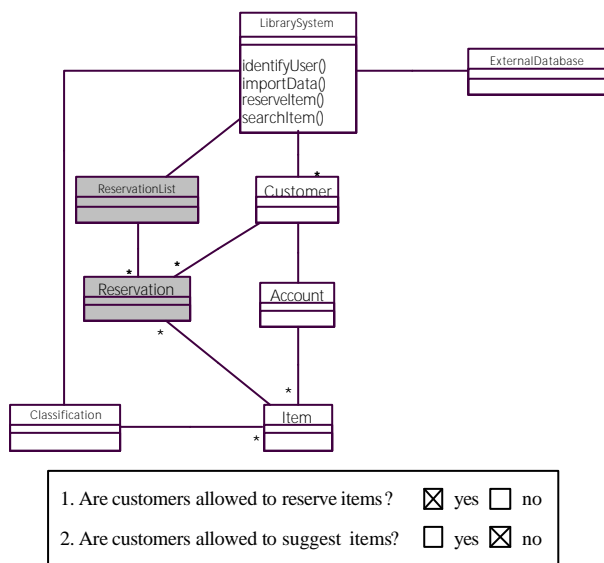 LibrarySystem
identifyUser()
importData()
reserveItem()
searchItem()
ExternalDatabase
ReservationList
*
Customer
*
*
Reservation
Account
*
*
Classification
Item
*
1. Are customers allowed to reserve items? yes no
2. Are customers allowed to suggest items? yes no